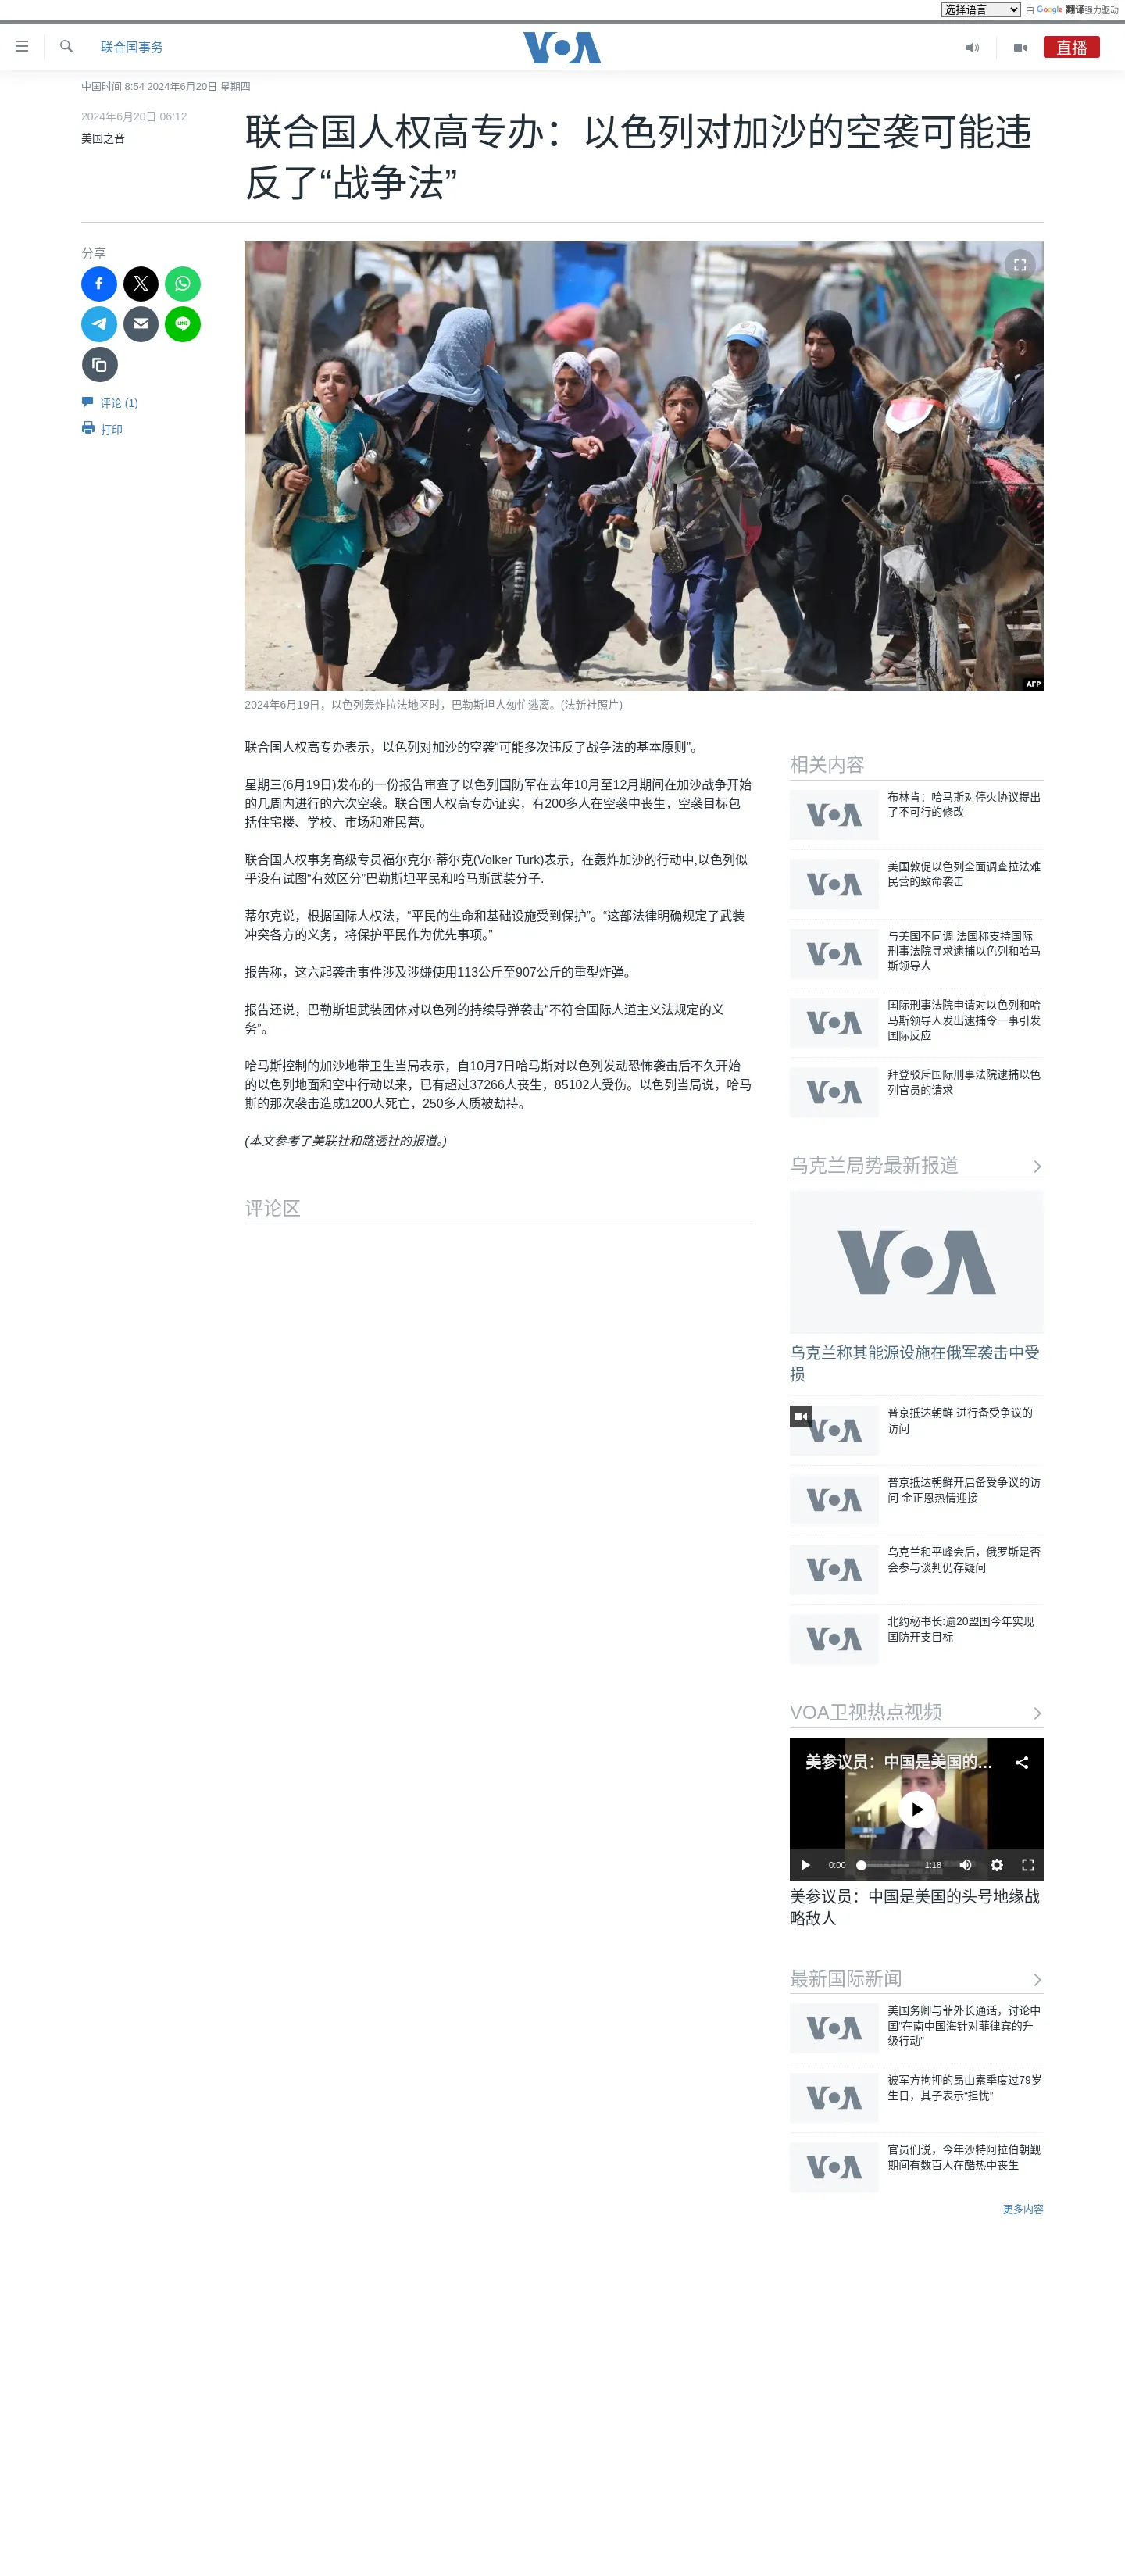 选择语言
由 Google 翻译强力驱动
联合国事务
VOA
直播
中国时间 8:54 2024年6月20日 星期四
2024年6月20日 06:12
美国之音
联合国人权高专办：以色列对加沙的空袭可能违
反了“战争法”
分享
LINE
评论 (1)
打印
AFP
2024年6月19日，以色列轰炸拉法地区时，巴勒斯坦人匆忙逃离。(法新社照片)
联合国人权高专办表示，以色列对加沙的空袭“可能多次违反了战争法的基本原则”。
星期三(6月19日)发布的一份报告审查了以色列国防军在去年10月至12月期间在加沙战争开始
的几周内进行的六次空袭。联合国人权高专办证实，有200多人在空袭中丧生，空袭目标包
括住宅楼、学校、市场和难民营。
联合国人权事务高级专员福尔克尔·蒂尔克(Volker Turk)表示，在轰炸加沙的行动中,以色列似
乎没有试图“有效区分”巴勒斯坦平民和哈马斯武装分子.
蒂尔克说，根据国际人权法，“平民的生命和基础设施受到保护”。“这部法律明确规定了武装
冲突各方的义务，将保护平民作为优先事项。”
报告称，这六起袭击事件涉及涉嫌使用113公斤至907公斤的重型炸弹。
报告还说，巴勒斯坦武装团体对以色列的持续导弹袭击“不符合国际人道主义法规定的义
务”。
哈马斯控制的加沙地带卫生当局表示，自10月7日哈马斯对以色列发动恐怖袭击后不久开始
的以色列地面和空中行动以来，已有超过37266人丧生，85102人受伤。以色列当局说，哈马
斯的那次袭击造成1200人死亡，250多人质被劫持。
(本文参考了美联社和路透社的报道。)
评论区
相关内容
VOA
布林肯：哈马斯对停火协议提出
了不可行的修改
VOA
美国敦促以色列全面调查拉法难
民营的致命袭击
VOA
与美国不同调 法国称支持国际
刑事法院寻求逮捕以色列和哈马
斯领导人
VOA
国际刑事法院申请对以色列和哈
马斯领导人发出逮捕令一事引发
国际反应
VOA
拜登驳斥国际刑事法院逮捕以色
列官员的请求
乌克兰局势最新报道
VOA
乌克兰称其能源设施在俄军袭击中受
损
VOA
普京抵达朝鲜 进行备受争议的
访问
VOA
普京抵达朝鲜开启备受争议的访
问 金正恩热情迎接
VOA
乌克兰和平峰会后，俄罗斯是否
会参与谈判仍存疑问
VOA
北约秘书长:逾20盟国今年实现
国防开支目标
VOA卫视热点视频
美参议员：中国是美国的...
0:00
1:18
美参议员：中国是美国的头号地缘战
略敌人
最新国际新闻
VOA
美国务卿与菲外长通话，讨论中
国“在南中国海针对菲律宾的升
级行动”
VOA
被军方拘押的昂山素季度过79岁
生日，其子表示“担忧”
VOA
官员们说，今年沙特阿拉伯朝觐
期间有数百人在酷热中丧生
更多内容